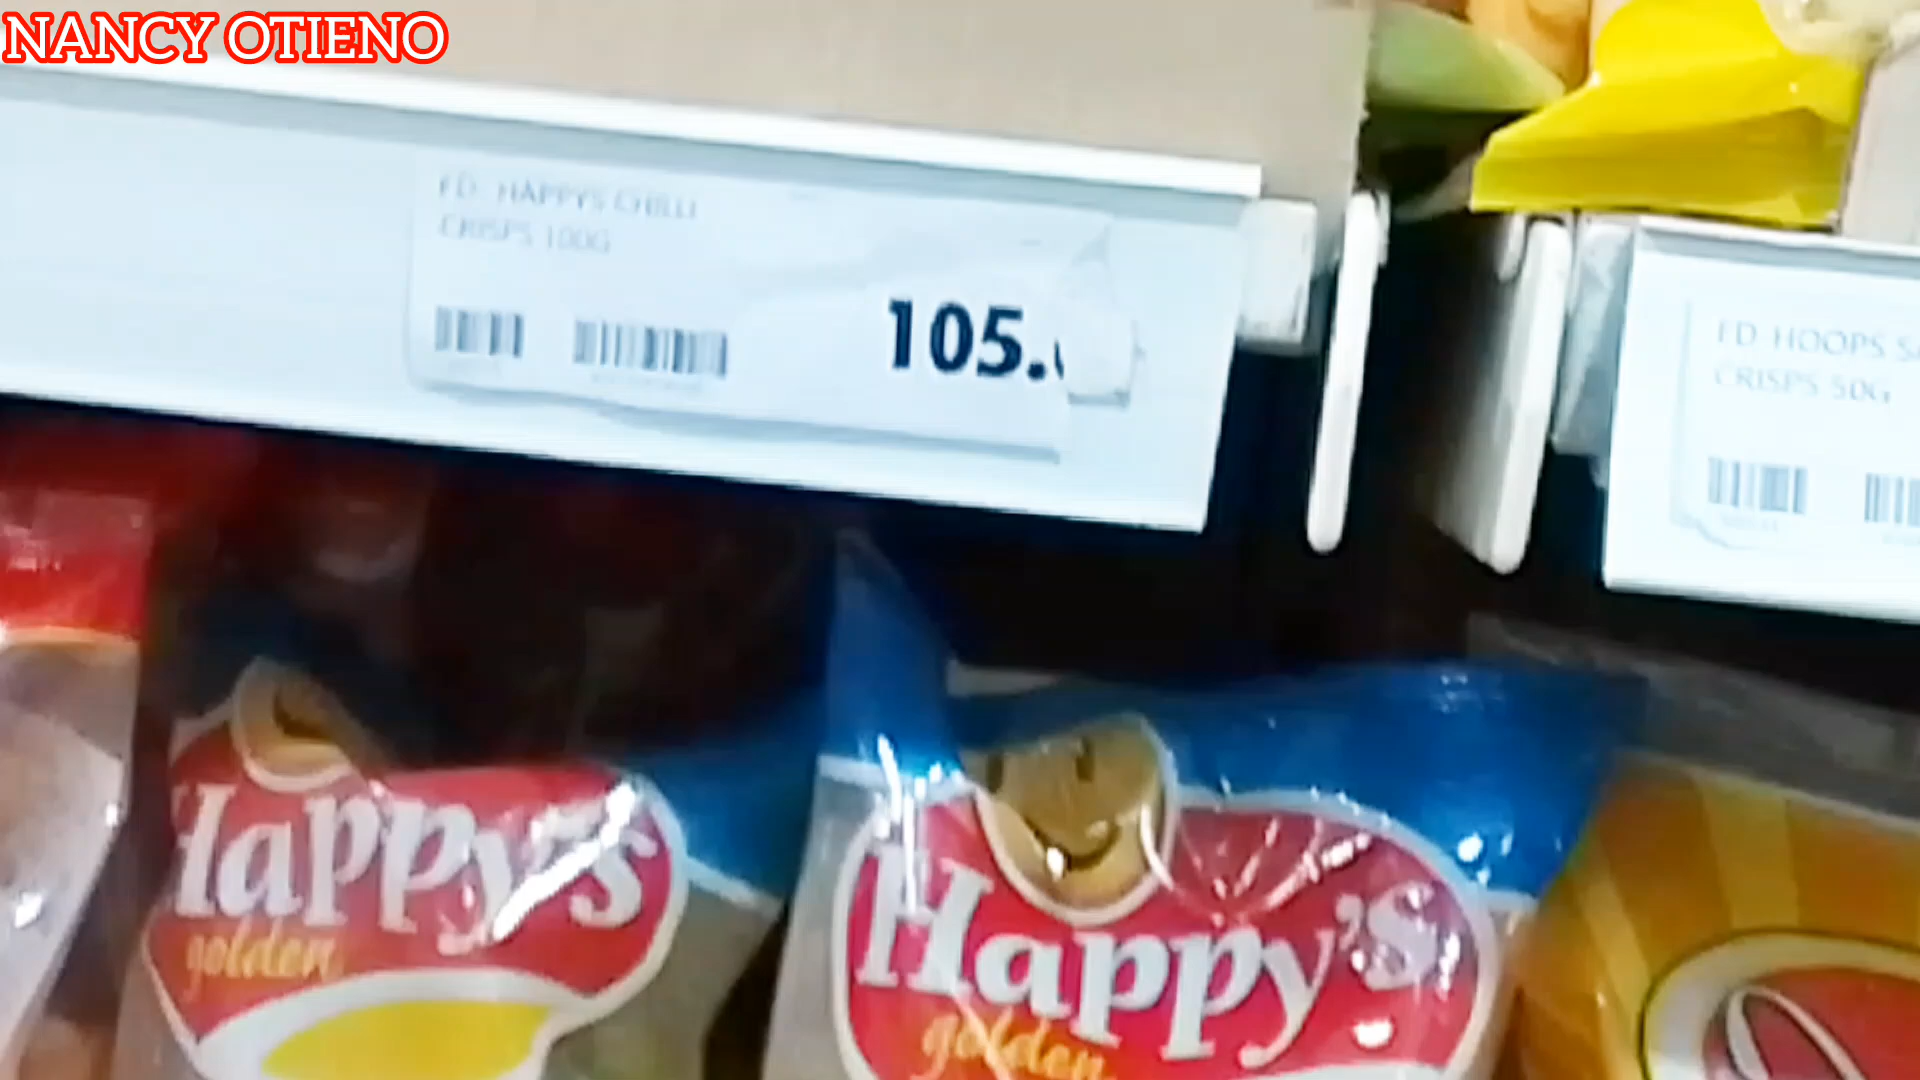 NANCY OTIENO
FD HAPPYS CHILLI
CRISPS 100G
105.
FD HOOPS
CRISPS 50G
Happy's
golden
Happy's
golden